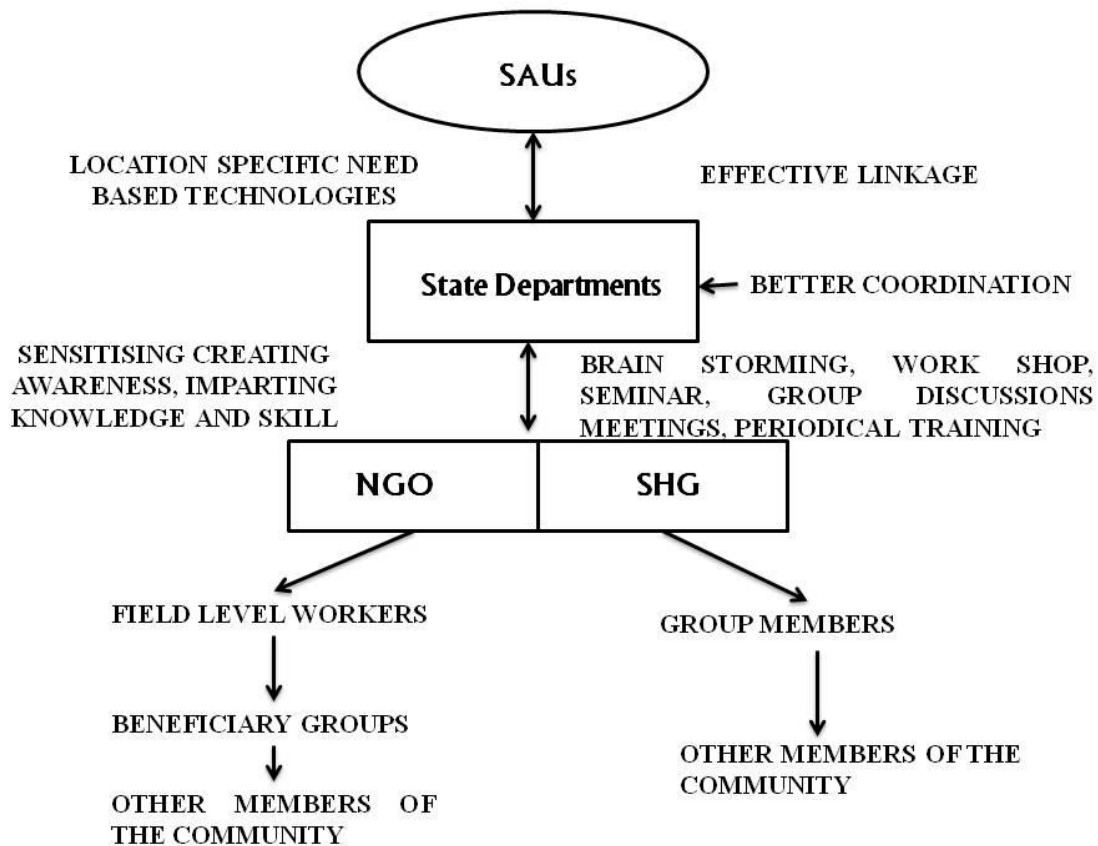 SAUs
LOCATION SPECIFIC NEED
BASED TECHNOLOGIES
EFFECTIVE LINKAGE
State Departments
BETTER COORDINATION
SENSITISING CREATING
AWARENESS, IMPARTING
KNOWLEDGE AND SKILL
BRAIN STORMING, WORK SHOP,
SEMINAR, GROUP DISCUSSIONS
MEETINGS, PERIODICAL TRAINING
NGO
SHG
FIELD LEVEL WORKERS
GROUP MEMBERS
BENEFICIARY GROUPS
OTHER MEMBERS OF THE
COMMUNITY
OTHER MEMBERS OF
THE COMMUNITY